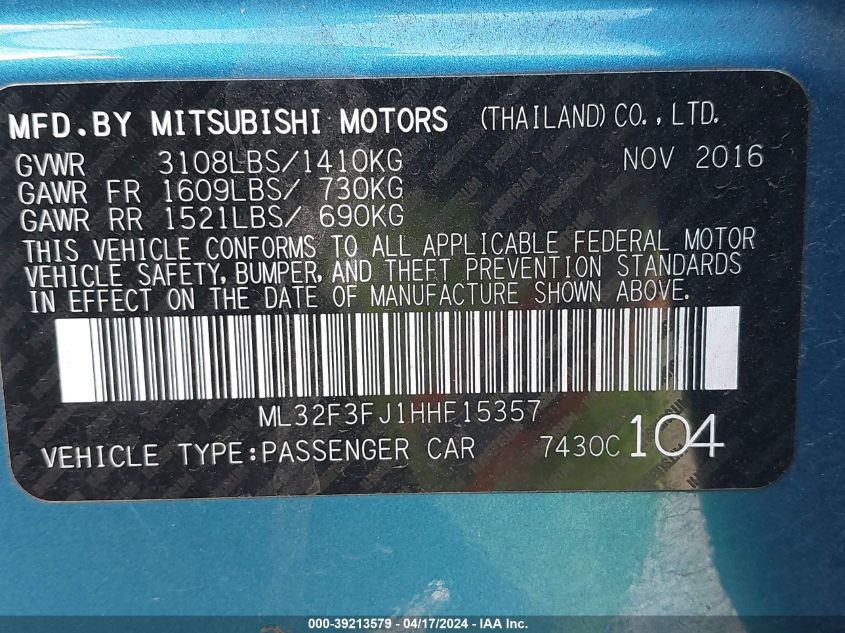 MFD.BY MITSUBISHI MOTORS (THAILAND) CO., LTD.
GVWR 3108LBS/1410KG NOV 2016
GAWR FR 1609LBS/ 730KG
GAWR RR 1521LBS/ 690KG
THIS VEHICLE CONFORMS TO ALL APPLICABLE FEDERAL MOTOR
VEHICLE SAFETY, BUMPER, AND THEFT PREVENTION STANDARDS
IN EFFECT ON THE DATE OF MANUFACTURE SHOWN ABOVE.
ML32F3FJ1HHF15357
VEHICLE TYPE:PASSENGER CAR 7430C 104
000-39213579 - 04/17/2024 - IAA Inc.